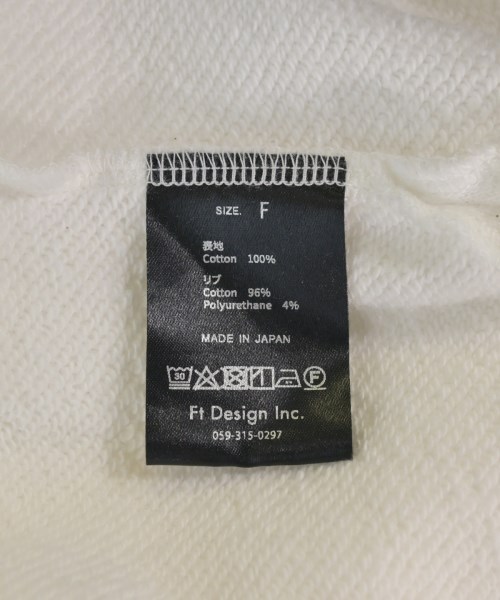 SIZE. F
表地
Cotton 100%
リブ
Cotton 96%
Polyurethane 4%
MADE IN JAPAN
30 F
Ft Design Inc.
059-315-0297